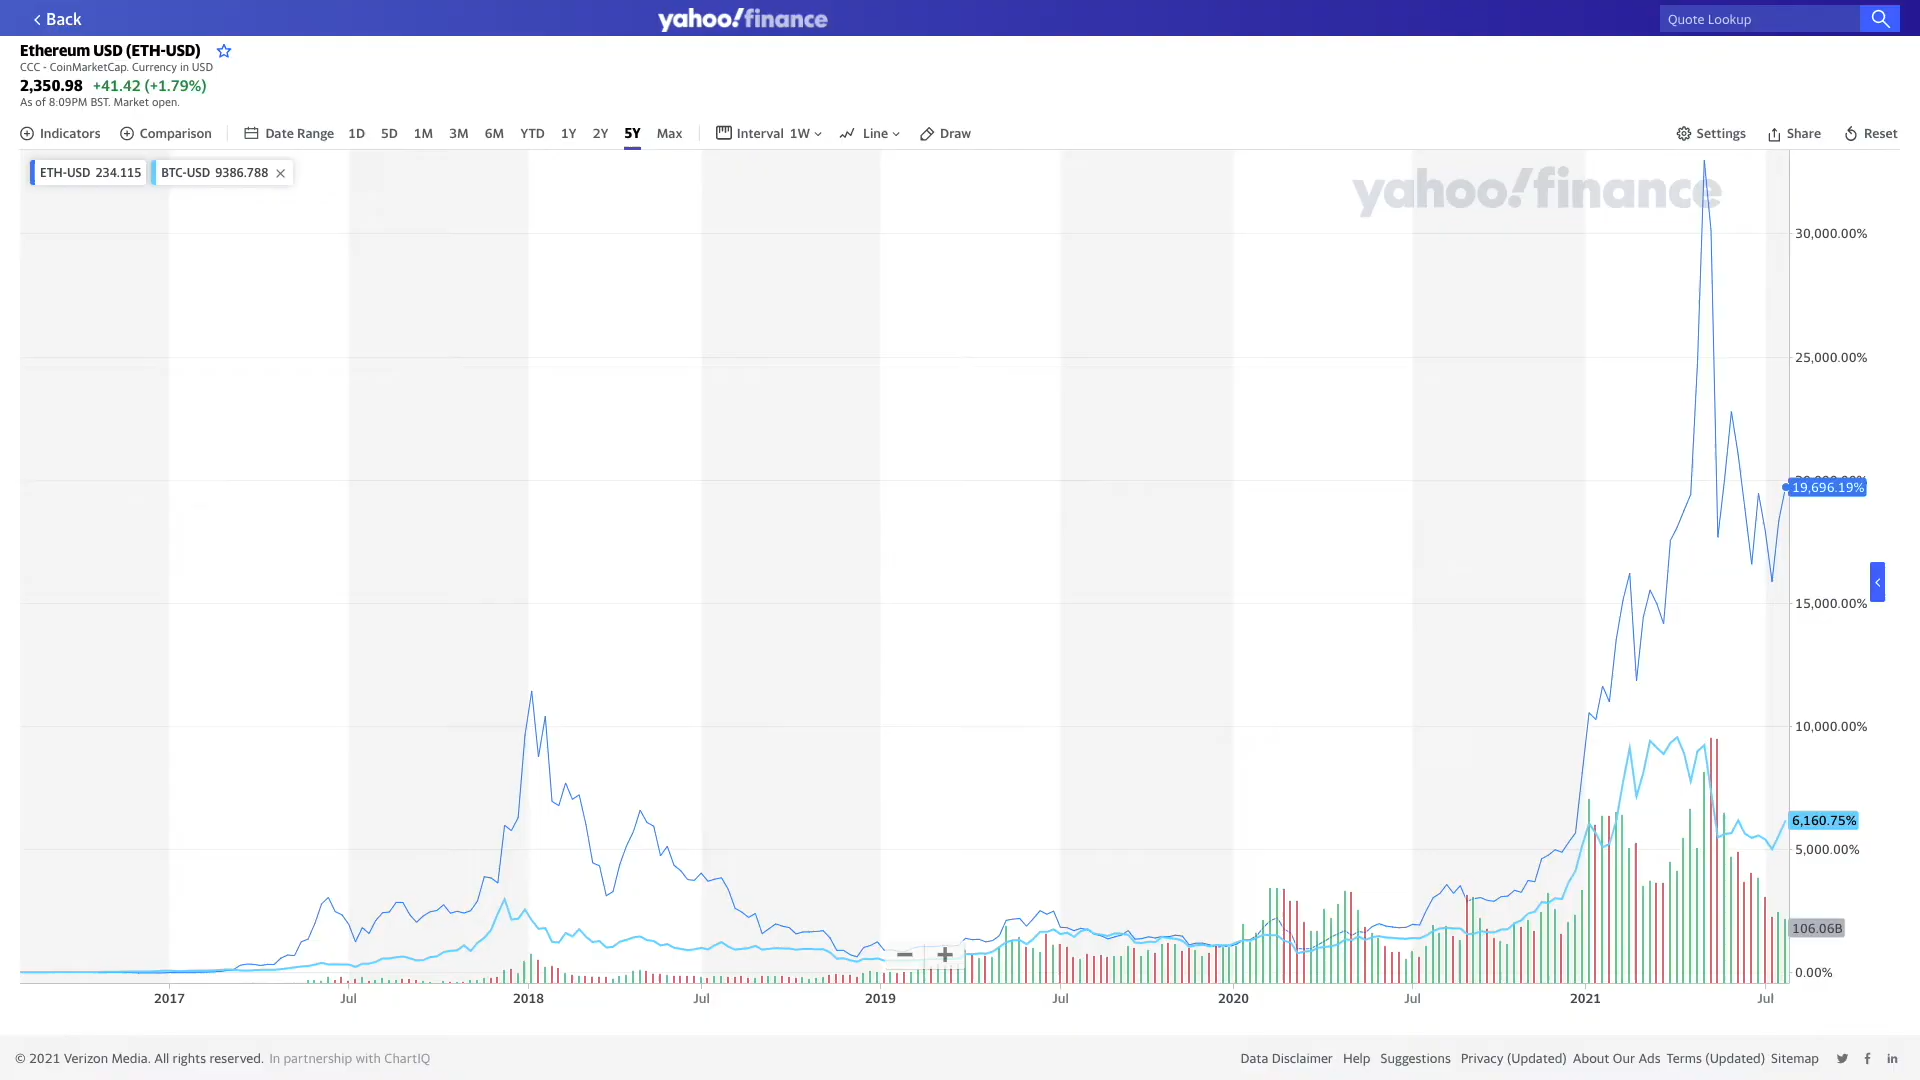 Back
yahoo!finance
Quote Lookup
Ethereum USD (ETH-USD)
CCC - CoinMarketCap. Currency in USD
2,350.98 +41.42 (+1.79%)
As of 8:09PM BST. Market open.
Indicators Comparison Date Range 1D 5D 1M 3M 6M YTD 1Y 2Y 5Y Max Interval 1W Line Draw Settings Share Reset
ETH-USD 234.115 BTC-USD 9386.788
yahoo!finance
30,000.00%
25,000.00%
19,696.19%
15,000.00%
10,000.00%
6,160.75%
5,000.00%
106.06B
0.00%
2017 Jul 2018 Jul 2019 Jul 2020 Jul 2021 Jul
© 2021 Verizon Media. All rights reserved. In partnership with ChartIQ
Data Disclaimer Help Suggestions Privacy (Updated) About Our Ads Terms (Updated) Sitemap